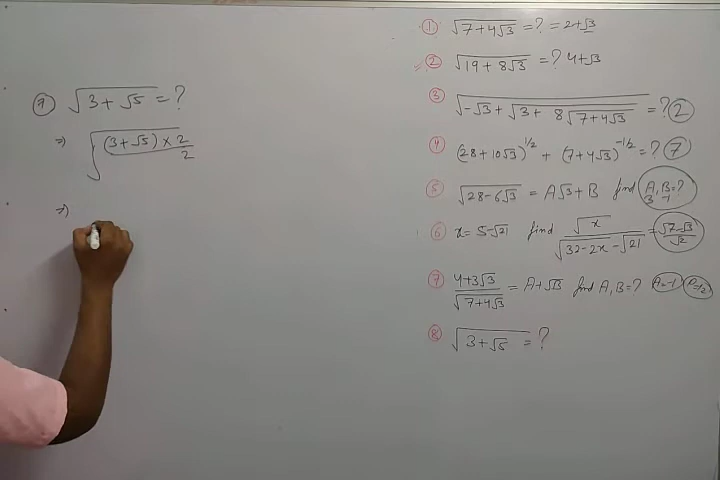 ⑦ √(3 + √5) = ?
⇒ √((3 + √5) × 2 / 2)
⇒
① √(7 + 4√3) = ? = 2 + √3
② √(19 + 8√3) = ? 4 + √3
③ √(-√3 + √(3 + 8√(7 + 4√3))) = ? 2
④ (28 + 10√3)^1/2 + (7 + 4√3)^-1/2 = ? 7
⑤ √(28 - 6√3) = A√3 + B find A, B = ? 3 -1
⑥ x = 5 - √21 find √x / (√(32 - 2x) - √21) = (√7 - √3) / √2
⑦ (4 + 3√3) / √(7 + 4√3) = A + √B find A, B = ? A = -1
⑧ √(3 + √5) = ?